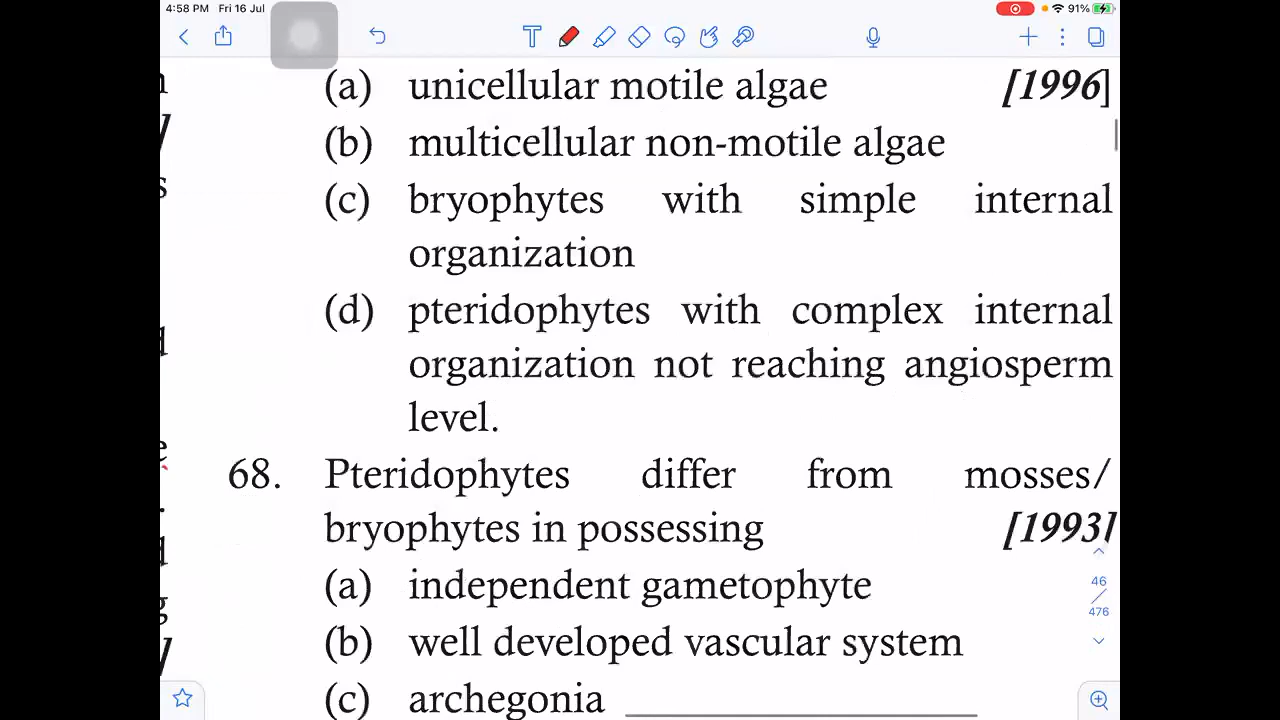 4:58 PM Fri 16 Jul 91%
(a) unicellular motile algae [1996]
(b) multicellular non-motile algae
(c) bryophytes with simple internal
organization
(d) pteridophytes with complex internal
organization not reaching angiosperm
level.
68. Pteridophytes differ from mosses/
bryophytes in possessing [1993]
(a) independent gametophyte
46
476
(b) well developed vascular system
(c) archegonia